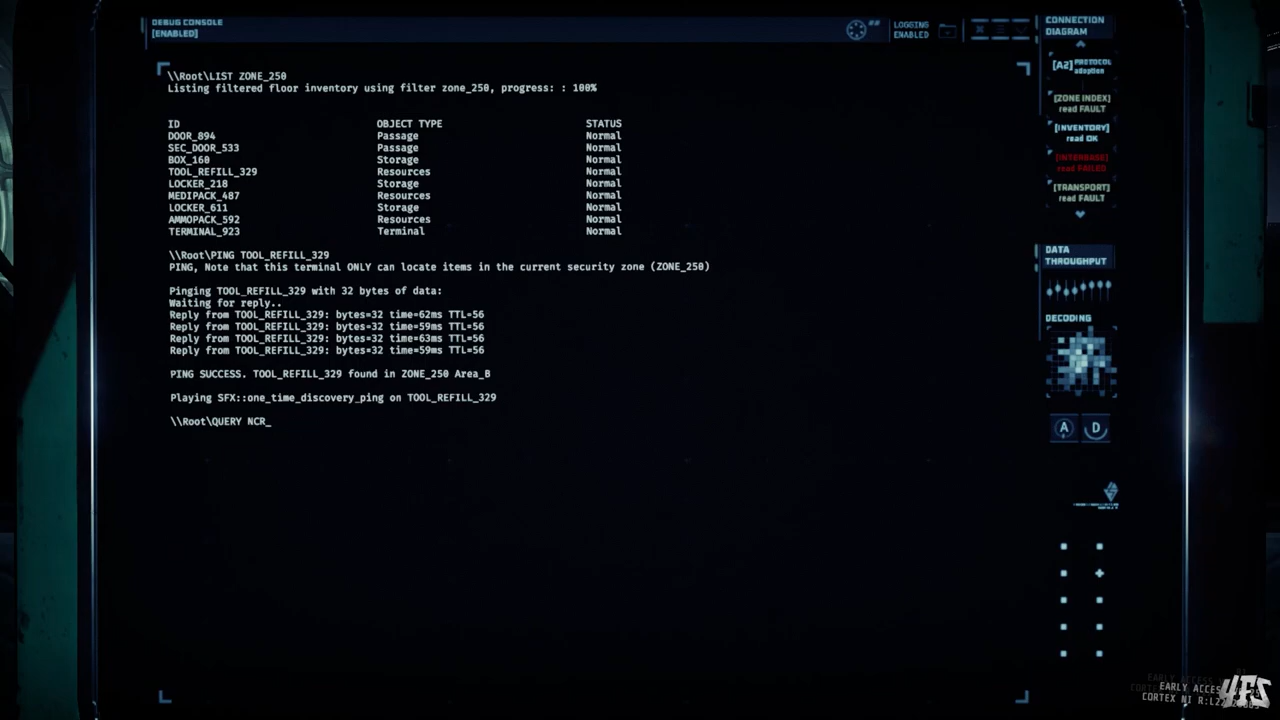 DEBUG CONSOLE
[ENABLED]
##
LOGGING
ENABLED
CONNECTION
DIAGRAM
\\Root\LIST ZONE_250
Listing filtered floor inventory using filter zone_250, progress: : 100%
ID OBJECT TYPE STATUS
DOOR_894 Passage Normal
SEC_DOOR_533 Passage Normal
BOX_160 Storage Normal
TOOL_REFILL_329 Resources Normal
LOCKER_218 Storage Normal
MEDIPACK_487 Resources Normal
LOCKER_611 Storage Normal
AMMOPACK_592 Resources Normal
TERMINAL_923 Terminal Normal
\\Root\PING TOOL_REFILL_329
PING, Note that this terminal ONLY can locate items in the current security zone (ZONE_250)
Pinging TOOL_REFILL_329 with 32 bytes of data:
Waiting for reply..
Reply from TOOL_REFILL_329: bytes=32 time=62ms TTL=56
Reply from TOOL_REFILL_329: bytes=32 time=59ms TTL=56
Reply from TOOL_REFILL_329: bytes=32 time=63ms TTL=56
Reply from TOOL_REFILL_329: bytes=32 time=59ms TTL=56
PING SUCCESS. TOOL_REFILL_329 found in ZONE_250 Area_B
Playing SFX::one_time_discovery_ping on TOOL_REFILL_329
\\Root\QUERY NCR_
[A2] PROTOCOL
adoption
[ZONE INDEX]
read FAULT
[INVENTORY]
read OK
[INTERBASE]
read FAILED
[TRANSPORT]
read FAULT
DATA
THROUGHPUT
DECODING
A D
EARLY ACCESS
CORTEX NI
4FS